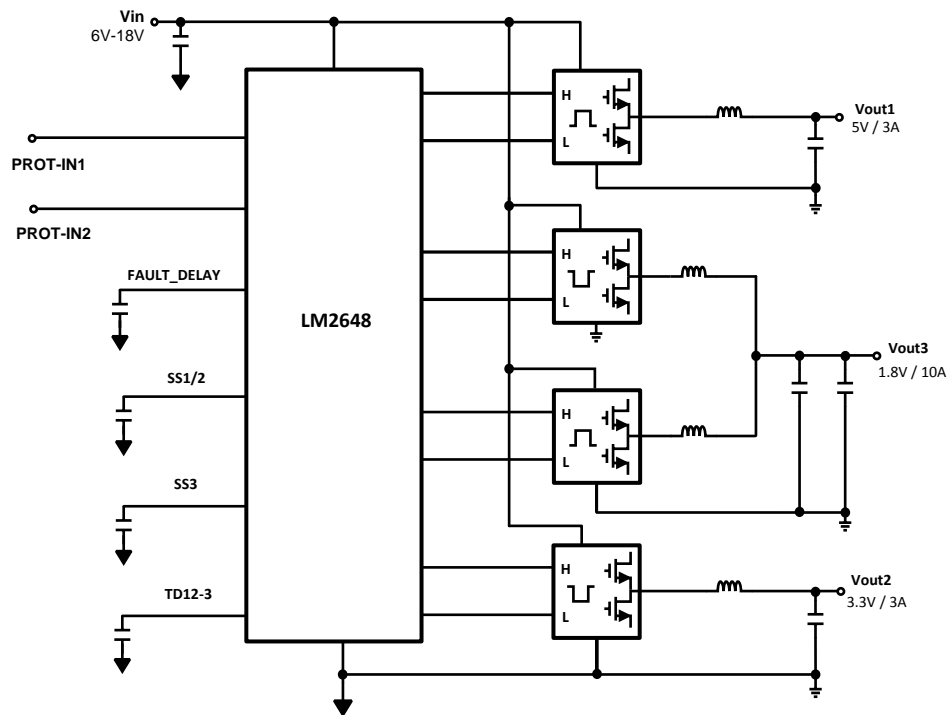 Vin
6V-18V
H
L
Vout1
5V / 3A
PROT-IN1
PROT-IN2
H
L
FAULT_DELAY
LM2648
Vout3
1.8V / 10A
SS1/2
H
L
SS3
H
L
Vout2
3.3V / 3A
TD12-3